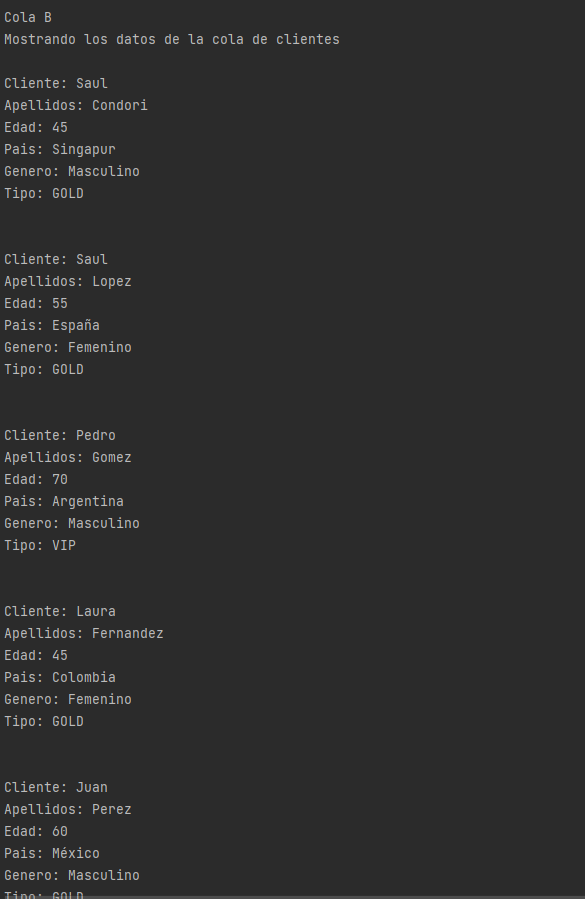 Cola B
Mostrando los datos de la cola de clientes
Cliente: Saul
Apellidos: Condori
Edad: 45
Pais: Singapur
Genero: Masculino
Tipo: GOLD
Cliente: Saul
Apellidos: Lopez
Edad: 55
Pais: España
Genero: Femenino
Tipo: GOLD
Cliente: Pedro
Apellidos: Gomez
Edad: 70
Pais: Argentina
Genero: Masculino
Tipo: VIP
Cliente: Laura
Apellidos: Fernandez
Edad: 45
Pais: Colombia
Genero: Femenino
Tipo: GOLD
Cliente: Juan
Apellidos: Perez
Edad: 60
Pais: México
Genero: Masculino
Tipo: GOLD